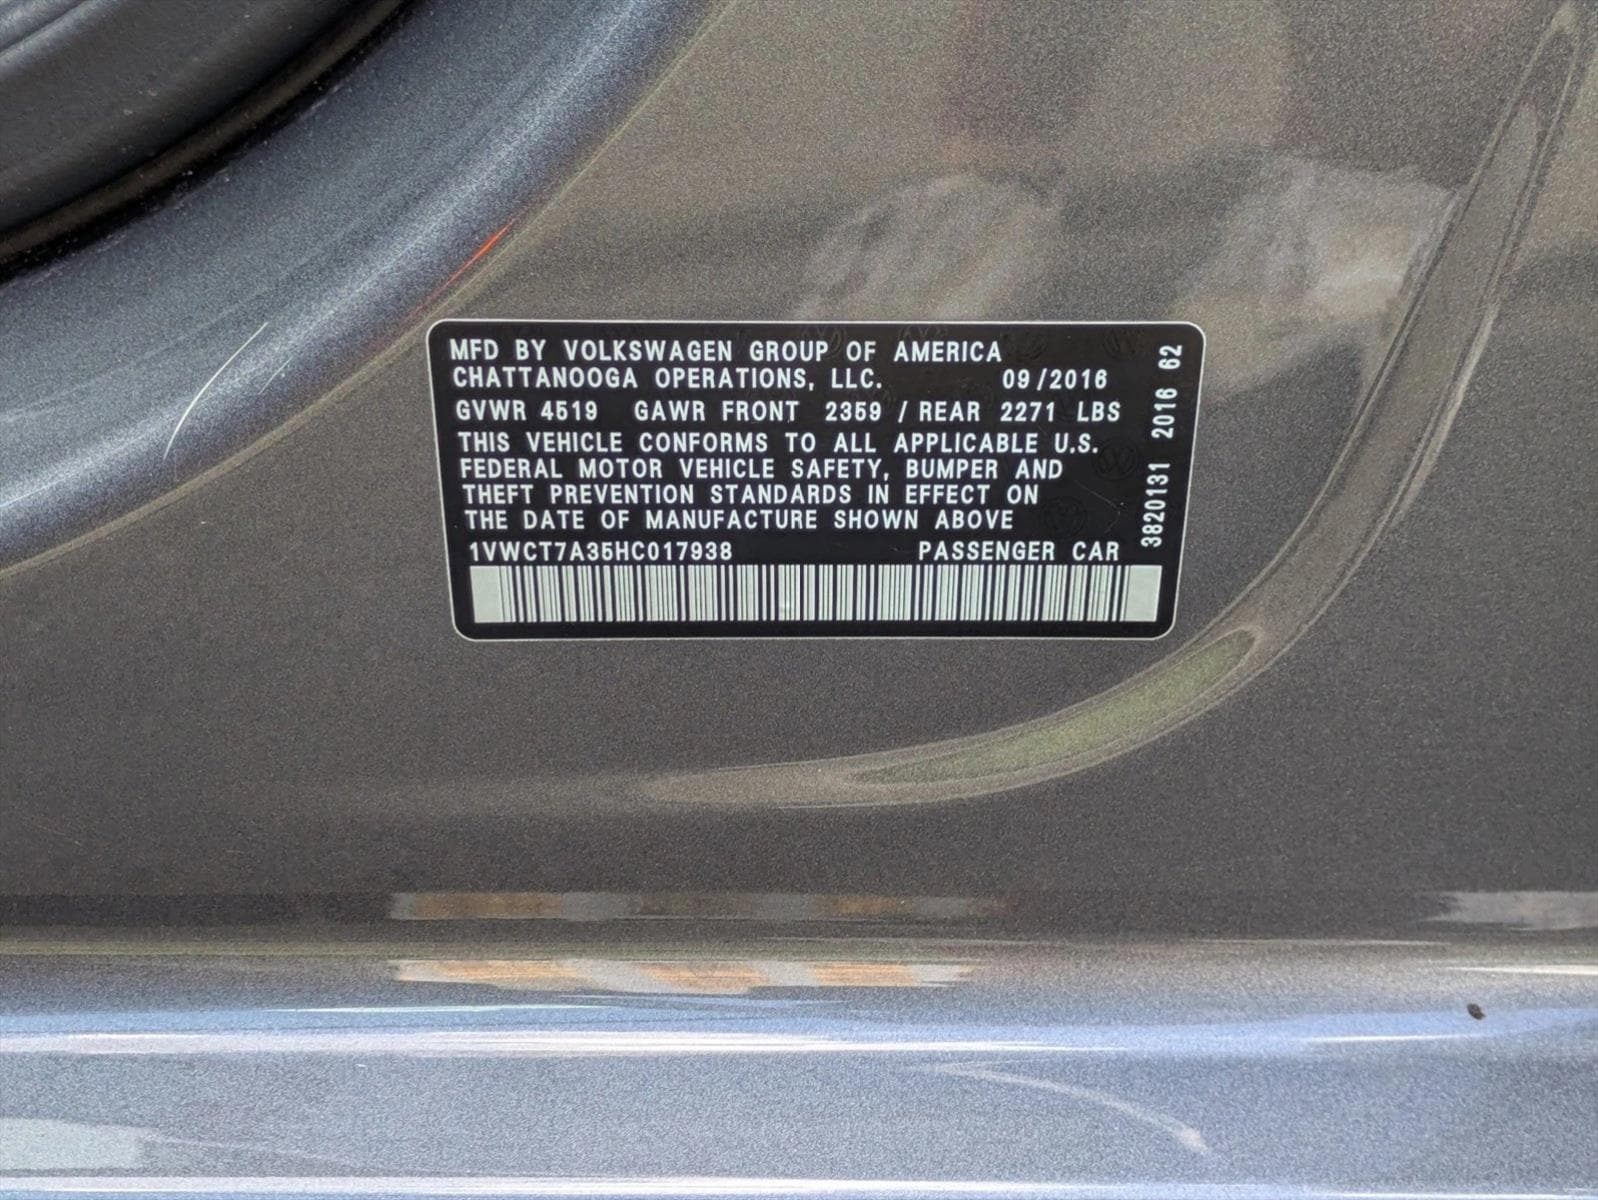 MFD BY VOLKSWAGEN GROUP OF AMERICA
CHATTANOOGA OPERATIONS, LLC. 09/2016
GVWR 4519 GAWR FRONT 2359 / REAR 2271 LBS
THIS VEHICLE CONFORMS TO ALL APPLICABLE U.S.
FEDERAL MOTOR VEHICLE SAFETY, BUMPER AND
THEFT PREVENTION STANDARDS IN EFFECT ON
THE DATE OF MANUFACTURE SHOWN ABOVE
1VWCT7A35HC017938 PASSENGER CAR
3820131 2016 62